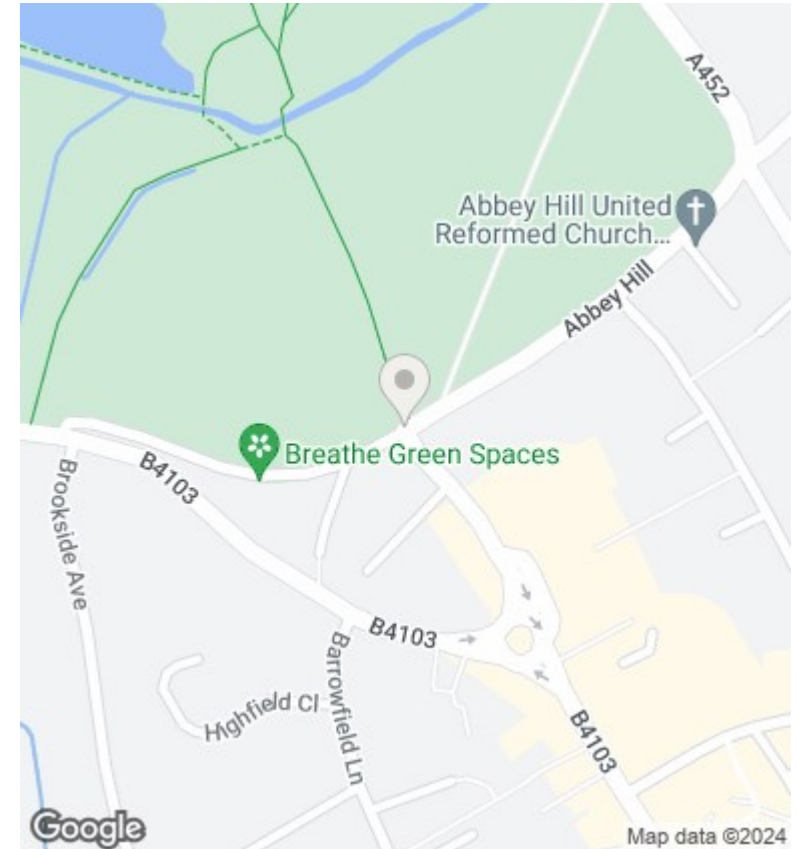 A452
Abbey Hill United
Reformed Church...
Abbey Hill
Breathe Green Spaces
B4103
Brookside Ave
B4103
Barrowfield Ln
Highfield Cl
B4103
Google
Map data ©2024